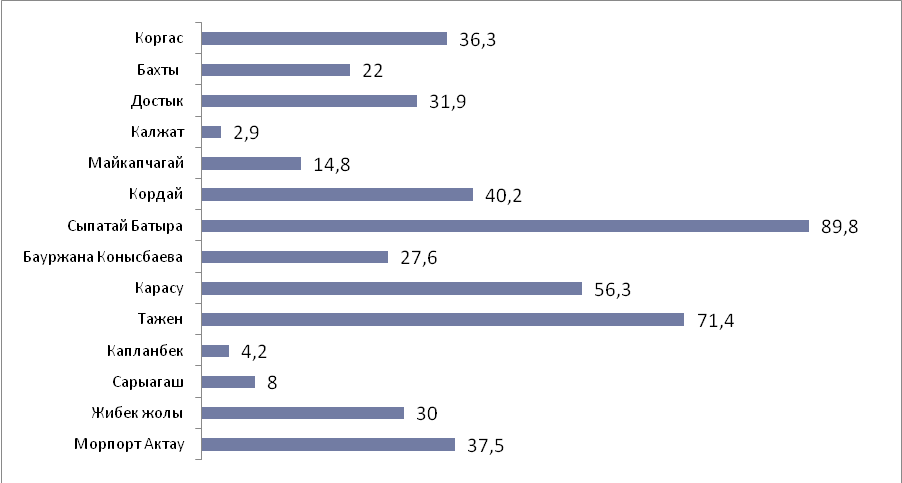 Коргас 36,3
Бахты 22
Достык 31,9
Калжат 2,9
Майкапчагай 14,8
Кордай 40,2
Сыпатай Батыра 89,8
Бауржана Конысбаева 27,6
Карасу 56,3
Тажен 71,4
Капланбек 4,2
Сарыагаш 8
Жибек жолы 30
Морпорт Актау 37,5